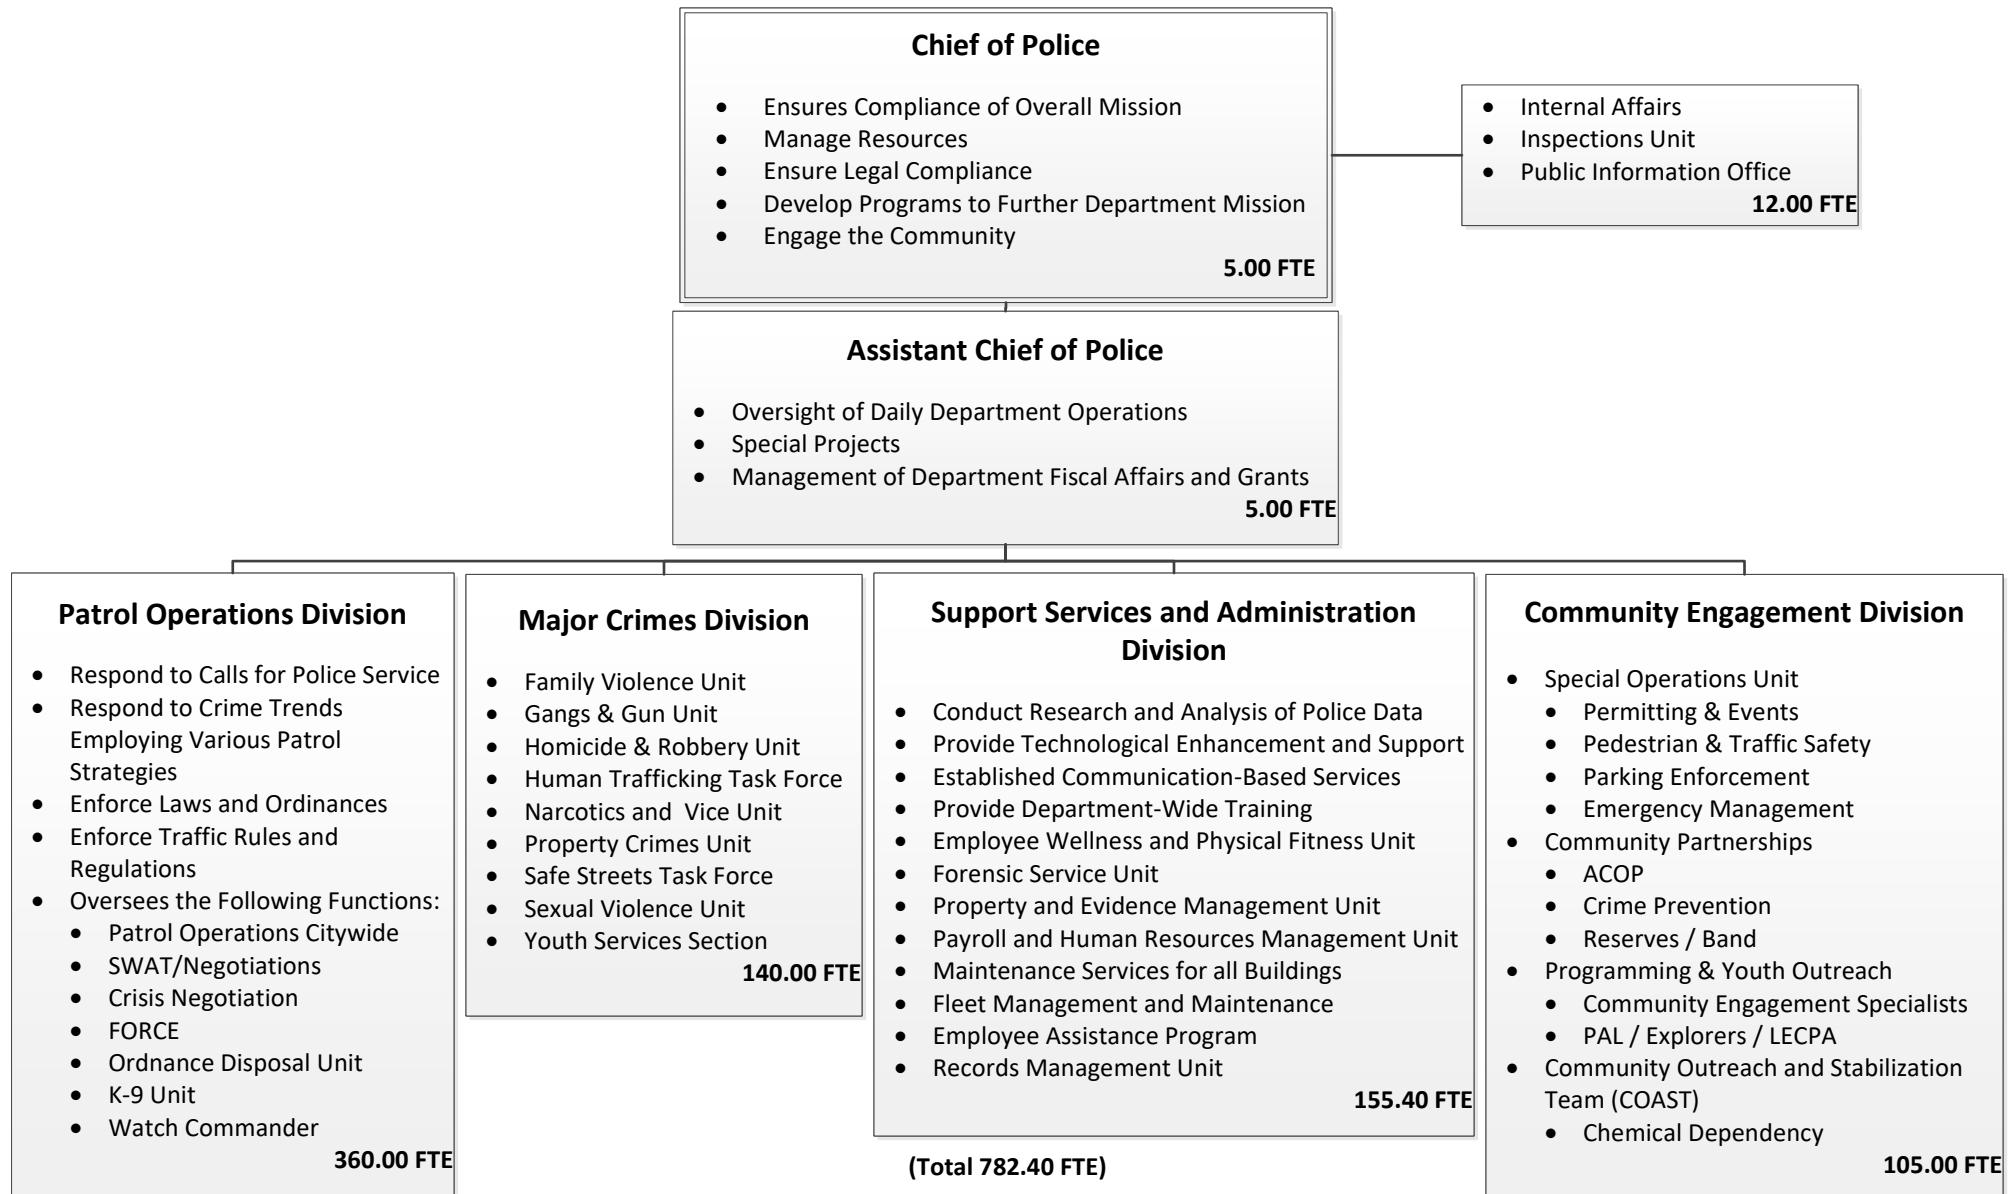 Chief of Police
• Ensures Compliance of Overall Mission
• Manage Resources
• Ensure Legal Compliance
• Develop Programs to Further Department Mission
• Engage the Community
5.00 FTE
• Internal Affairs
• Inspections Unit
• Public Information Office
12.00 FTE
Assistant Chief of Police
• Oversight of Daily Department Operations
• Special Projects
• Management of Department Fiscal Affairs and Grants
5.00 FTE
Patrol Operations Division
• Respond to Calls for Police Service
• Respond to Crime Trends
Employing Various Patrol
Strategies
• Enforce Laws and Ordinances
• Enforce Traffic Rules and
Regulations
• Oversees the Following Functions:
• Patrol Operations Citywide
• SWAT/Negotiations
• Crisis Negotiation
• FORCE
• Ordnance Disposal Unit
• K-9 Unit
• Watch Commander
360.00 FTE
Major Crimes Division
• Family Violence Unit
• Gangs & Gun Unit
• Homicide & Robbery Unit
• Human Trafficking Task Force
• Narcotics and  Vice Unit
• Property Crimes Unit
• Safe Streets Task Force
• Sexual Violence Unit
• Youth Services Section
140.00 FTE
Support Services and Administration
Division
• Conduct Research and Analysis of Police Data
• Provide Technological Enhancement and Support
• Established Communication-Based Services
• Provide Department-Wide Training
• Employee Wellness and Physical Fitness Unit
• Forensic Service Unit
• Property and Evidence Management Unit
• Payroll and Human Resources Management Unit
• Maintenance Services for all Buildings
• Fleet Management and Maintenance
• Employee Assistance Program
• Records Management Unit
155.40 FTE
Community Engagement Division
• Special Operations Unit
• Permitting & Events
• Pedestrian & Traffic Safety
• Parking Enforcement
• Emergency Management
• Community Partnerships
• ACOP
• Crime Prevention
• Reserves / Band
• Programming & Youth Outreach
• Community Engagement Specialists
• PAL / Explorers / LECPA
• Community Outreach and Stabilization
Team (COAST)
• Chemical Dependency
105.00 FTE
(Total 782.40 FTE)